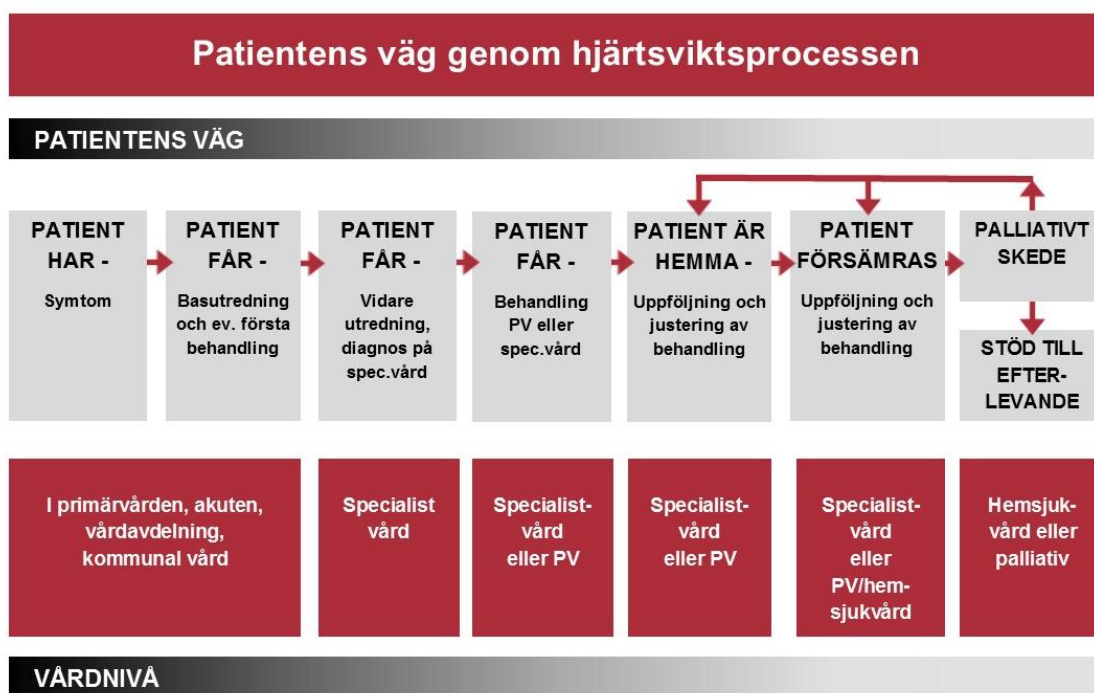 Patientens väg genom hjärtsviktsprocessen
PATIENTENS VÄG
PATIENT
HAR -
Symtom
PATIENT
FÅR -
Basutredning
och ev. första
behandling
PATIENT
FÅR -
Vidare
utredning,
diagnos på
spec.vård
PATIENT
FÅR -
Behandling
PV eller
spec.vård
PATIENT ÄR
HEMMA -
Uppföljning och
justering av
behandling
PATIENT
FÖRSÄMRAS
Uppföljning och
justering av
behandling
PALLIATIVT
SKEDE
STÖD TILL
EFTER-
LEVANDE
I primärvården, akuten,
vårdavdelning,
kommunal vård
Specialist
vård
Specialist-
vård
eller PV
Specialist-
vård
eller PV
Specialist-
vård
eller
PV/hem-
sjukvård
Hemsjuk-
vård eller
palliativ
VÅRDNIVÅ